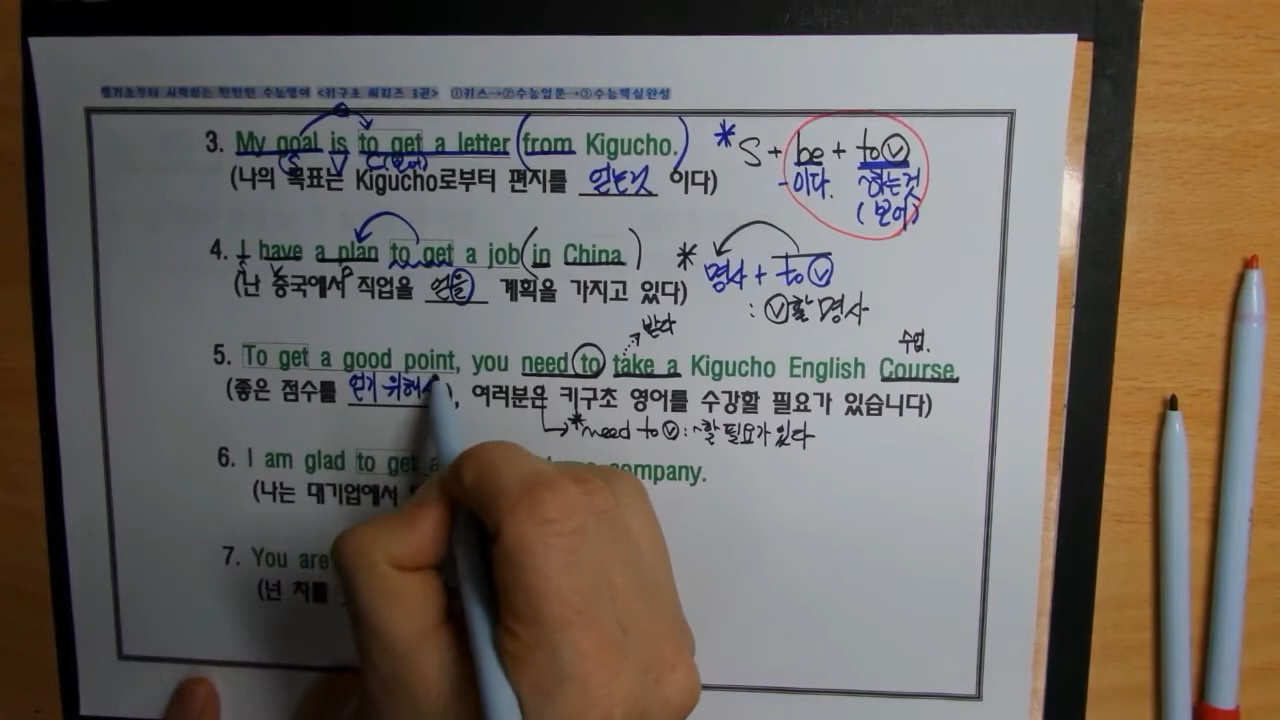 쌩기초부터 시작하는 탄탄한 수능영어 <키구초 씨리즈 3권> ①키스→②수능입문→③수능핵심완성
3. My goal is to get a letter (from Kigucho.) * S + be + to ⓥ
S V C(보어) -이다. ~하는것
(나의 목표는 Kigucho로부터 편지를 얻는것 이다) (보어)
4. I have a plan to get a job (in China) * 명사 + to ⓥ
(난 중국에서 직업을 얻을 계획을 가지고 있다) : ⓥ할 명사
받다 수업.
5. To get a good point, you need to take a Kigucho English Course.
(좋은 점수를 얻기 위해서), 여러분은 키구초 영어를 수강할 필요가 있습니다)
*need to ⓥ : ~할 필요가 있다
6. I am glad to get a company.
(나는 대기업에서
7. You are
(넌 차를